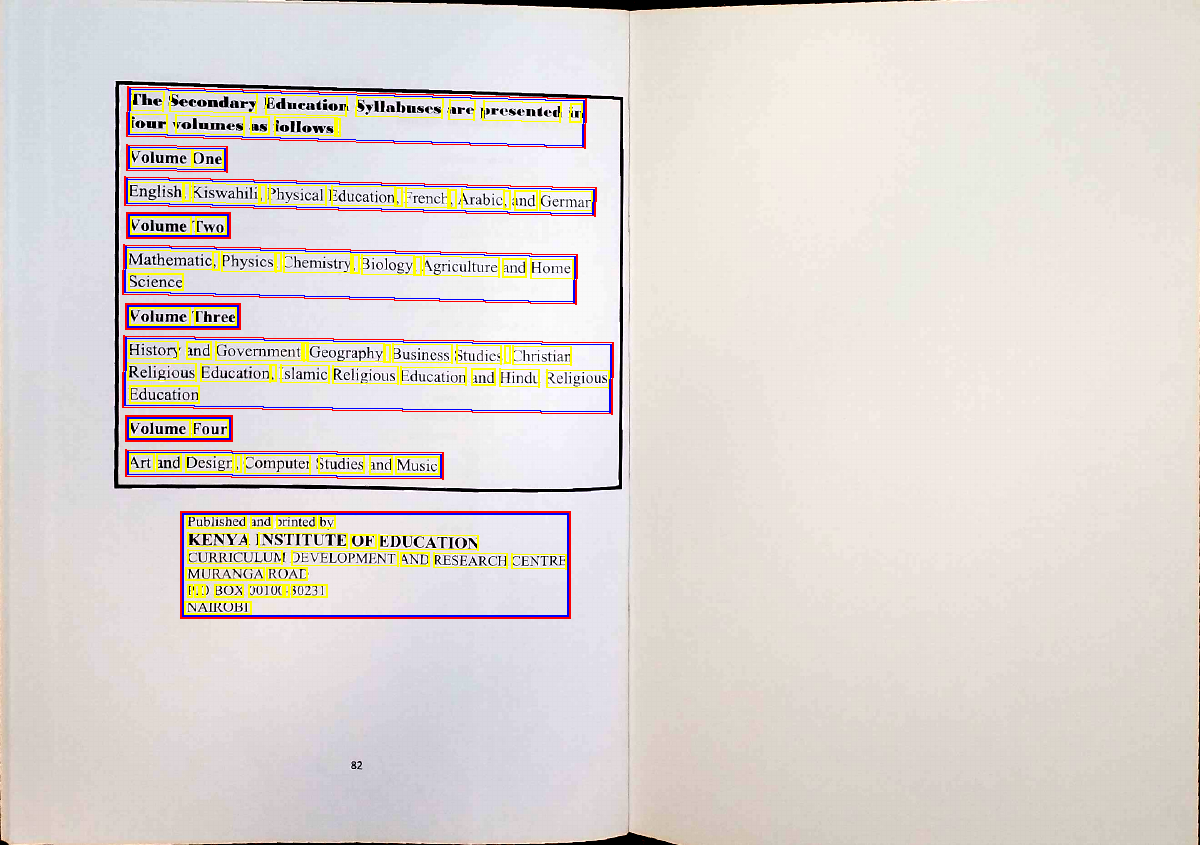 The Secondary Education Syllabuses are presented in
four volumes as follows:
Volume One
English, Kiswahili, Physical Education, French, Arabic, and German
Volume Two
Mathematic, Physics, Chemistry, Biology, Agriculture and Home
Science
Volume Three
History and Government, Geography, Business Studies, Christian
Religious Education, Islamic Religious Education and Hindu Religious
Education
Volume Four
Art and Design, Computer Studies and Music
Published and printed by
KENYA INSTITUTE OF EDUCATION
CURRICULUM DEVELOPMENT AND RESEARCH CENTRE
MURANGA ROAD
P.O BOX 00100-30231
NAIROBI
82